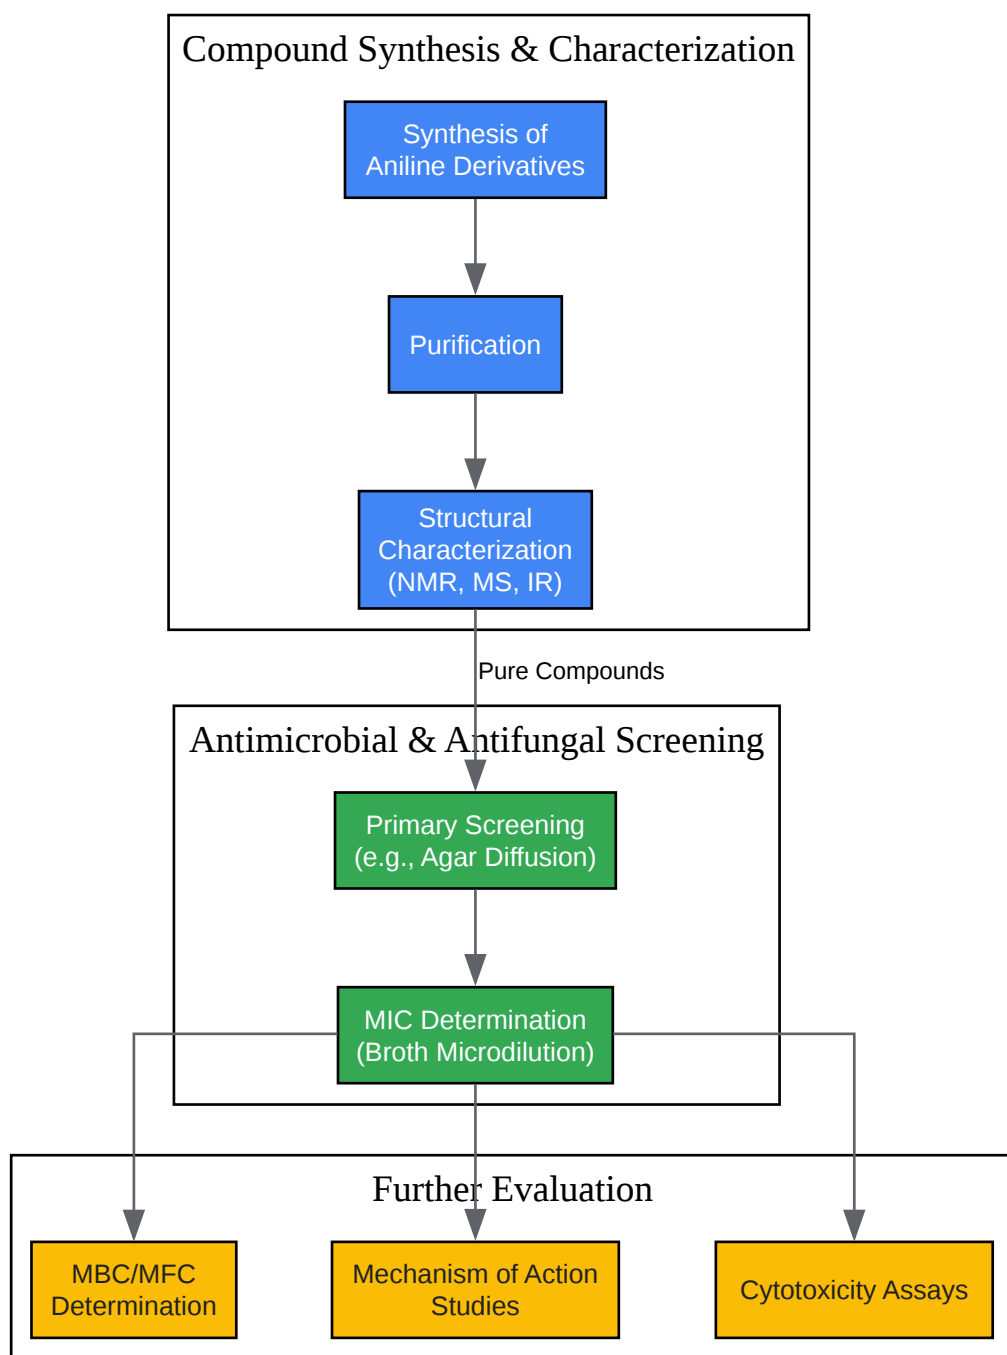 Compound Synthesis & Characterization
Synthesis of
Aniline Derivatives
Purification
Structural
Characterization
(NMR, MS, IR)
Pure Compounds
Antimicrobial & Antifungal Screening
Primary Screening
(e.g., Agar Diffusion)
MIC Determination
(Broth Microdilution)
Further Evaluation
MBC/MFC
Determination
Mechanism of Action
Studies
Cytotoxicity Assays